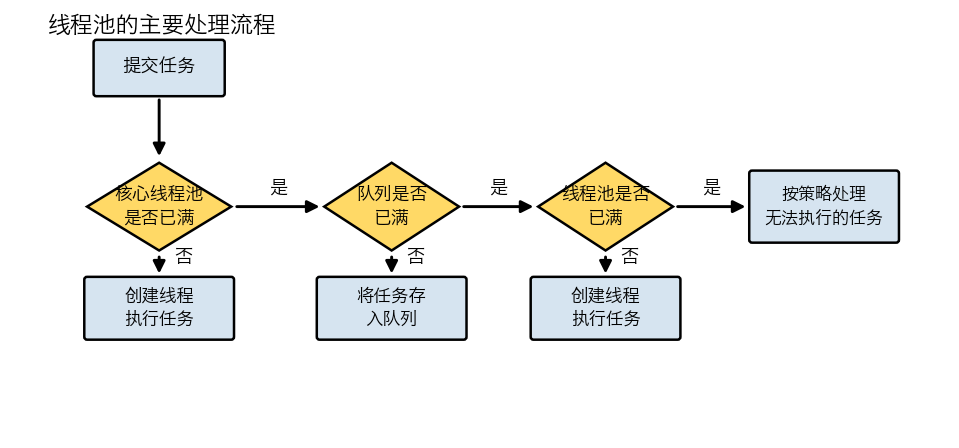 线程池的主要处理流程
提交任务
核心线程池
是否已满
是
队列是否
已满
是
线程池是否
已满
是
按策略处理
无法执行的任务
否
否
否
创建线程
执行任务
将任务存
入队列
创建线程
执行任务